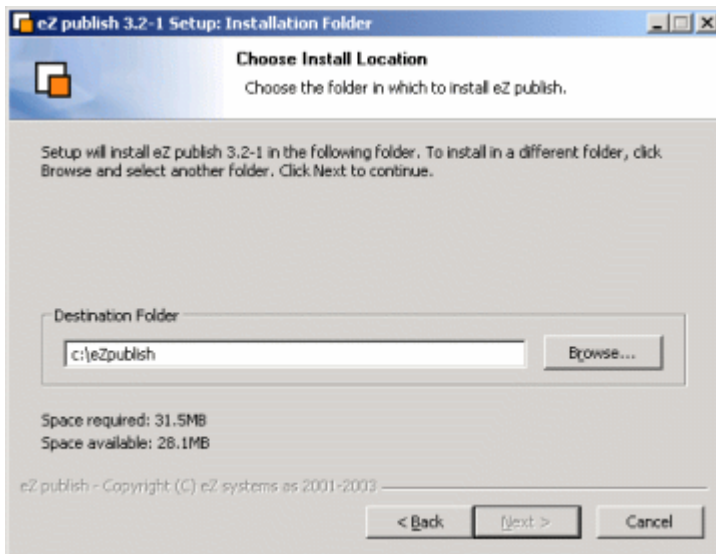 eZ publish 3.2-1 Setup: Installation Folder
Choose Install Location
Choose the folder in which to install eZ publish.
Setup will install eZ publish 3.2-1 in the following folder. To install in a different folder, click
Browse and select another folder. Click Next to continue.
Destination Folder
c:\eZpublish
Browse...
Space required: 31.5MB
Space available: 28.1MB
eZ publish - Copyright (C) eZ systems as 2001-2003
< Back
Next >
Cancel